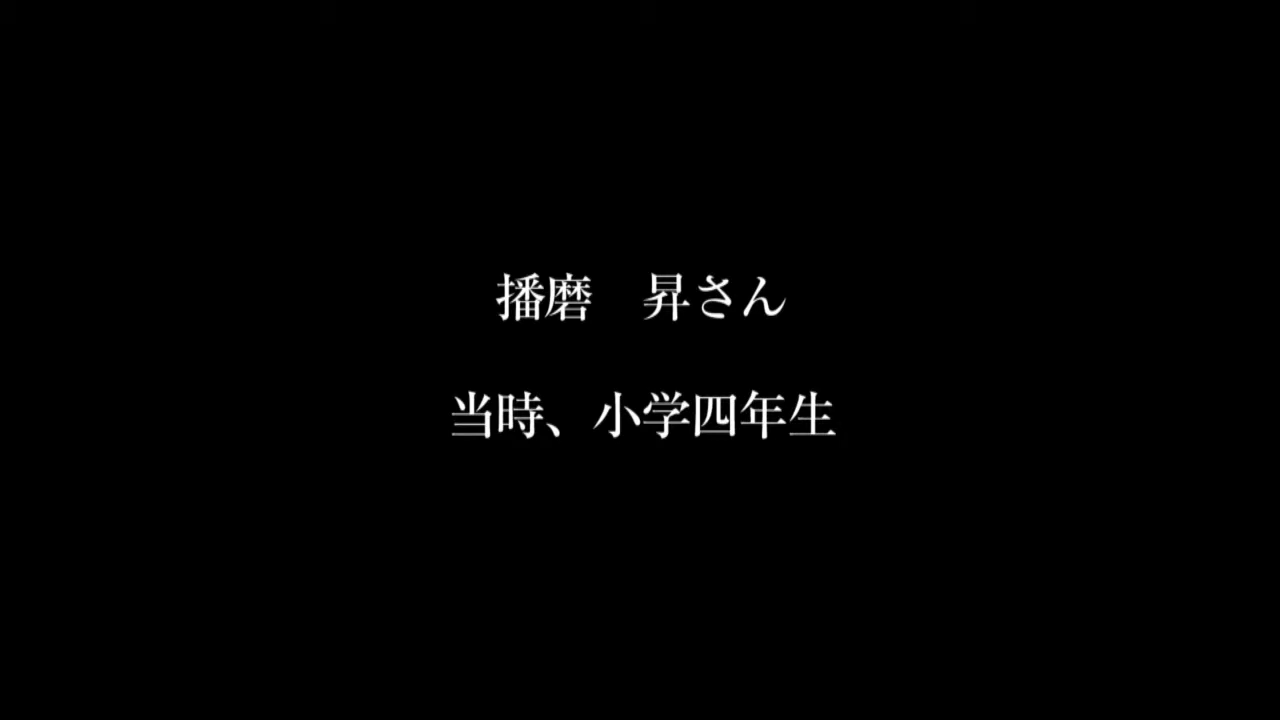 播磨　昇さん
当時、小学四年生